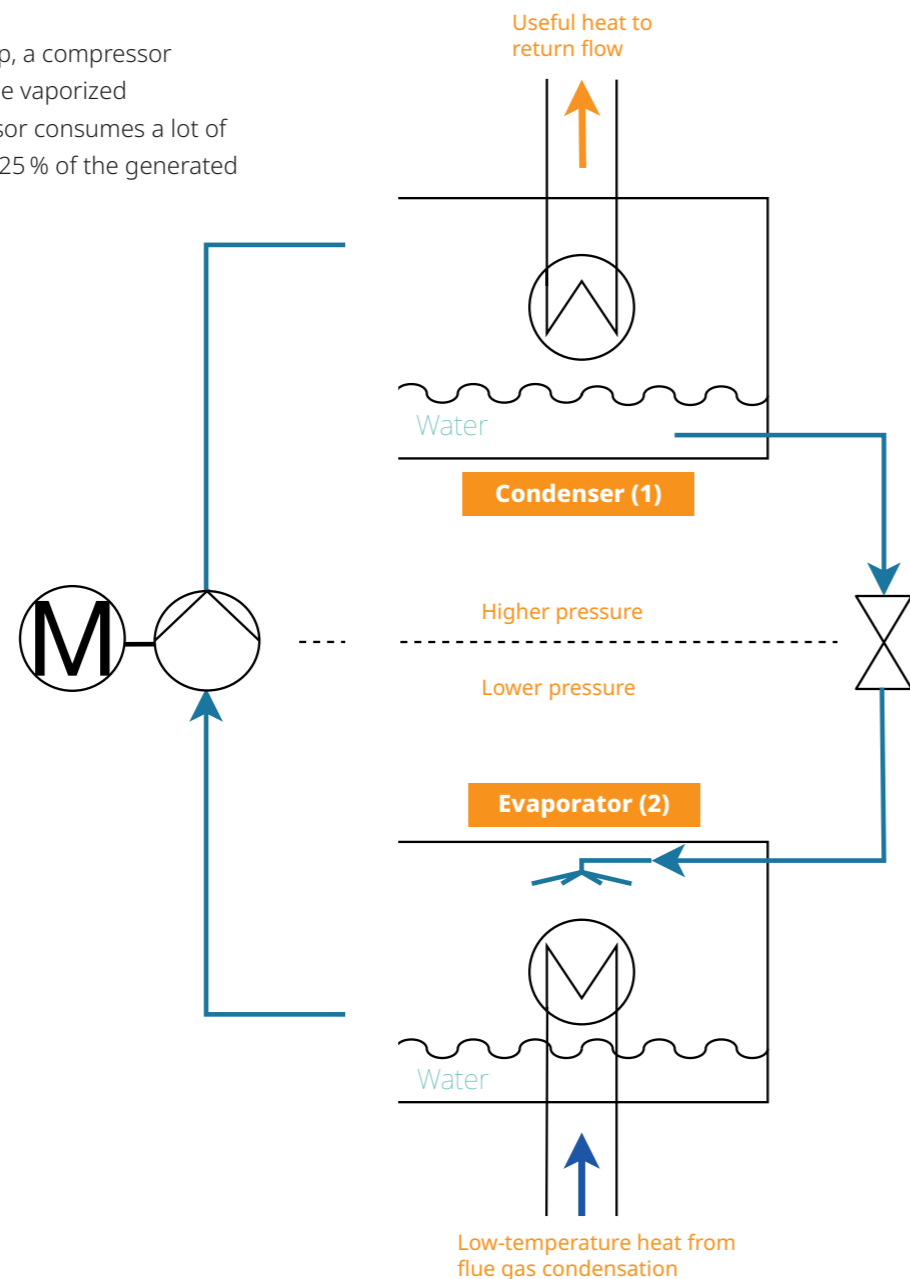 Useful heat to
return flow
p, a compressor
e vaporized
sor consumes a lot of
25 % of the generated
Water
Condenser (1)
M
Higher pressure
Lower pressure
Evaporator (2)
Water
Low-temperature heat from
flue gas condensation